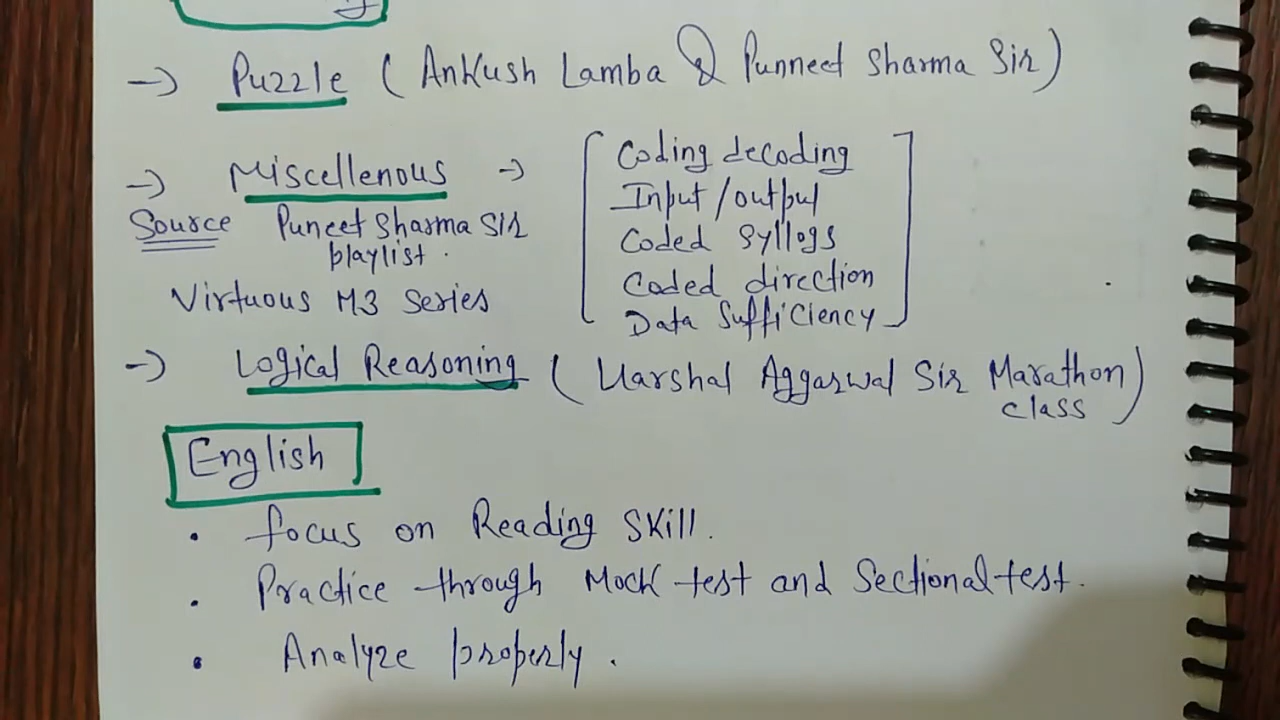 → Puzzle ( Ankush Lamba & Punneet Sharma Sir )
→ Miscellenous → [ Coding decoding
Input / output
Coded Syllogs
Coded direction
Data Sufficiency ]
Source Puneet Sharma Sir
playlist .
Virtuous M3 Series
→ Logical Reasoning ( Harshal Aggarwal Sir Marathon
class )
English
. focus on Reading Skill .
. Practice through Mock test and Sectional test .
. Analyze properly .